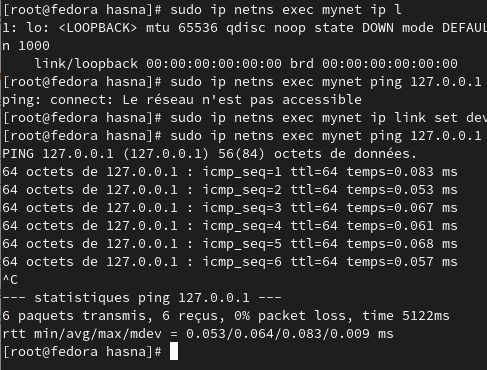 [root@fedora hasna]# sudo ip netns exec mynet ip l
1: lo: <LOOPBACK> mtu 65536 qdisc noop state DOWN mode DEFAUL
n 1000
    link/loopback 00:00:00:00:00:00 brd 00:00:00:00:00:00
[root@fedora hasna]# sudo ip netns exec mynet ping 127.0.0.1
ping: connect: Le réseau n'est pas accessible
[root@fedora hasna]# sudo ip netns exec mynet ip link set dev
[root@fedora hasna]# sudo ip netns exec mynet ping 127.0.0.1
PING 127.0.0.1 (127.0.0.1) 56(84) octets de données.
64 octets de 127.0.0.1 : icmp_seq=1 ttl=64 temps=0.083 ms
64 octets de 127.0.0.1 : icmp_seq=2 ttl=64 temps=0.053 ms
64 octets de 127.0.0.1 : icmp_seq=3 ttl=64 temps=0.067 ms
64 octets de 127.0.0.1 : icmp_seq=4 ttl=64 temps=0.061 ms
64 octets de 127.0.0.1 : icmp_seq=5 ttl=64 temps=0.068 ms
64 octets de 127.0.0.1 : icmp_seq=6 ttl=64 temps=0.057 ms
^C
--- statistiques ping 127.0.0.1 ---
6 paquets transmis, 6 reçus, 0% packet loss, time 5122ms
rtt min/avg/max/mdev = 0.053/0.064/0.083/0.009 ms
[root@fedora hasna]#